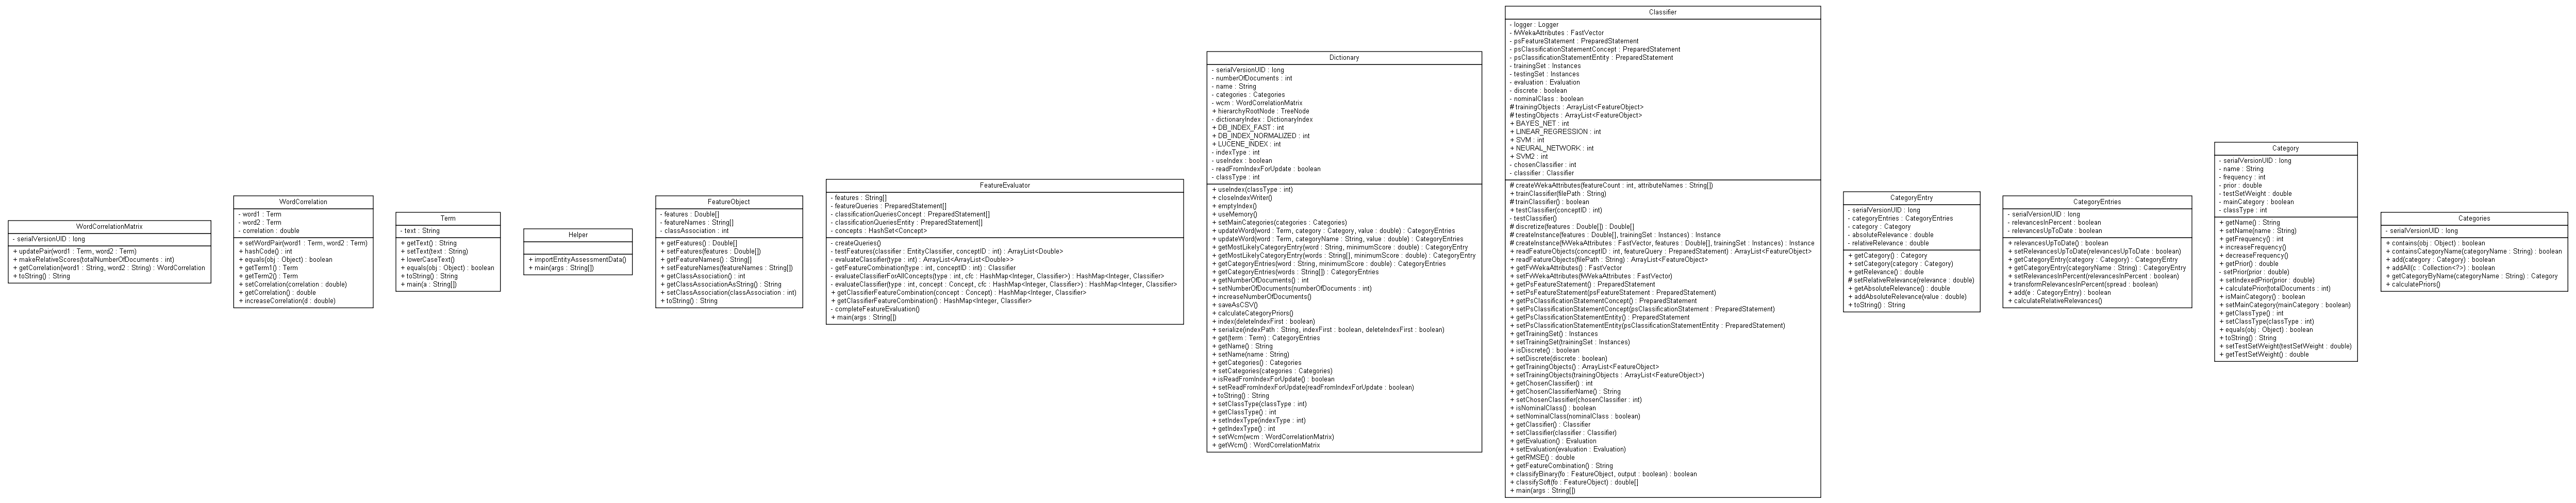 WordCorrelationMatrix
- serialVersionUID : long
+ updatePair(word1 : Term, word2 : Term)
+ makeRelativeScores(totalNumberOfDocuments : int)
+ getCorrelation(word1 : String, word2 : String) : WordCorrelation
+ toString() : String
WordCorrelation
- word1 : Term
- word2 : Term
- correlation : double
+ setWordPair(word1 : Term, word2 : Term)
+ hashCode() : int
+ equals(obj : Object) : boolean
+ getTerm1() : Term
+ getTerm2() : Term
+ setCorrelation(correlation : double)
+ getCorrelation() : double
+ increaseCorrelation(d : double)
Term
- text : String
+ getText() : String
+ setText(text : String)
+ lowerCaseText()
+ equals(obj : Object) : boolean
+ toString() : String
+ main(a : String[])
Helper
+ importEntityAssessmentData()
+ main(args : String[])
FeatureObject
- features : Double[]
- featureNames : String[]
- classAssociation : int
+ getFeatures() : Double[]
+ setFeatures(features : Double[])
+ getFeatureNames() : String[]
+ setFeatureNames(featureNames : String[])
+ getClassAssociation() : int
+ getClassAssociationAsString() : String
+ setClassAssociation(classAssociation : int)
+ toString() : String
FeatureEvaluator
- features : String[]
- featureQueries : PreparedStatement[]
- classificationQueriesConcept : PreparedStatement[]
- classificationQueriesEntity : PreparedStatement[]
- concepts : HashSet<Concept>
- createQueries()
- testFeatures(classifier : EntityClassifier, conceptID : int) : ArrayList<Double>
- evaluateClassifier(type : int) : ArrayList<ArrayList<Double>>
- getFeatureCombination(type : int, conceptID : int) : Classifier
- evaluateClassifierForAllConcepts(type : int, cfc : HashMap<Integer, Classifier>) : HashMap<Integer, Classifier>
- evaluateClassifier(type : int, concept : Concept, cfc : HashMap<Integer, Classifier>) : HashMap<Integer, Classifier>
+ getClassifierFeatureCombination(concept : Concept) : HashMap<Integer, Classifier>
+ getClassifierFeatureCombination() : HashMap<Integer, Classifier>
- completeFeatureEvaluation()
+ main(args : String[])
Dictionary
- serialVersionUID : long
- numberOfDocuments : int
- name : String
- categories : Categories
- wcm : WordCorrelationMatrix
+ hierarchyRootNode : TreeNode
- dictionaryIndex : DictionaryIndex
+ DB_INDEX_FAST : int
+ DB_INDEX_NORMALIZED : int
+ LUCENE_INDEX : int
- indexType : int
- useIndex : boolean
- readFromIndexForUpdate : boolean
- classType : int
+ useIndex(classType : int)
+ closeIndexWriter()
+ emptyIndex()
+ useMemory()
+ setMainCategories(categories : Categories)
+ updateWord(word : Term, category : Category, value : double) : CategoryEntries
+ updateWord(word : Term, categoryName : String, value : double) : CategoryEntries
+ getMostLikelyCategoryEntry(word : String, minimumScore : double) : CategoryEntry
+ getMostLikelyCategoryEntry(words : String[], minimumScore : double) : CategoryEntry
+ getCategoryEntries(word : String, minimumScore : double) : CategoryEntries
+ getCategoryEntries(words : String[]) : CategoryEntries
+ getNumberOfDocuments() : int
+ setNumberOfDocuments(numberOfDocuments : int)
+ increaseNumberOfDocuments()
+ saveAsCSV()
+ calculateCategoryPriors()
+ index(deleteIndexFirst : boolean)
+ serialize(indexPath : String, indexFirst : boolean, deleteIndexFirst : boolean)
+ get(term : Term) : CategoryEntries
+ getName() : String
+ setName(name : String)
+ getCategories() : Categories
+ setCategories(categories : Categories)
+ isReadFromIndexForUpdate() : boolean
+ setReadFromIndexForUpdate(readFromIndexForUpdate : boolean)
+ toString() : String
+ setClassType(classType : int)
+ getClassType() : int
+ setIndexType(indexType : int)
+ getIndexType() : int
+ setWcm(wcm : WordCorrelationMatrix)
+ getWcm() : WordCorrelationMatrix
Classifier
- logger : Logger
- fvWekaAttributes : FastVector
- psFeatureStatement : PreparedStatement
- psClassificationStatementConcept : PreparedStatement
- psClassificationStatementEntity : PreparedStatement
- trainingSet : Instances
- testingSet : Instances
- evaluation : Evaluation
- discrete : boolean
- nominalClass : boolean
# trainingObjects : ArrayList<FeatureObject>
# testingObjects : ArrayList<FeatureObject>
+ BAYES_NET : int
+ LINEAR_REGRESSION : int
+ SVM : int
+ NEURAL_NETWORK : int
+ SVM2 : int
- chosenClassifier : int
- classifier : Classifier
# createWekaAttributes(featureCount : int, attributeNames : String[])
+ trainClassifier(filePath : String)
# trainClassifier() : boolean
+ testClassifier(conceptID : int)
- testClassifier()
# discretize(features : Double[]) : Double[]
# createInstance(features : Double[], trainingSet : Instances) : Instance
# createInstance(fvWekaAttributes : FastVector, features : Double[], trainingSet : Instances) : Instance
+ readFeatureObjects(conceptID : int, featureQuery : PreparedStatement) : ArrayList<FeatureObject>
+ readFeatureObjects(filePath : String) : ArrayList<FeatureObject>
+ getFvWekaAttributes() : FastVector
+ setFvWekaAttributes(fvWekaAttributes : FastVector)
+ getPsFeatureStatement() : PreparedStatement
+ setPsFeatureStatement(psFeatureStatement : PreparedStatement)
+ getPsClassificationStatementConcept() : PreparedStatement
+ setPsClassificationStatementConcept(psClassificationStatement : PreparedStatement)
+ getPsClassificationStatementEntity() : PreparedStatement
+ setPsClassificationStatementEntity(psClassificationStatementEntity : PreparedStatement)
+ getTrainingSet() : Instances
+ setTrainingSet(trainingSet : Instances)
+ isDiscrete() : boolean
+ setDiscrete(discrete : boolean)
+ getTrainingObjects() : ArrayList<FeatureObject>
+ setTrainingObjects(trainingObjects : ArrayList<FeatureObject>)
+ getChosenClassifier() : int
+ getChosenClassifierName() : String
+ setChosenClassifier(chosenClassifier : int)
+ isNominalClass() : boolean
+ setNominalClass(nominalClass : boolean)
+ getClassifier() : Classifier
+ setClassifier(classifier : Classifier)
+ getEvaluation() : Evaluation
+ setEvaluation(evaluation : Evaluation)
+ getRMSE() : double
+ getFeatureCombination() : String
+ classifyBinary(fo : FeatureObject, output : boolean) : boolean
+ classifySoft(fo : FeatureObject) : double[]
+ main(args : String[])
CategoryEntry
- serialVersionUID : long
- categoryEntries : CategoryEntries
- category : Category
- absoluteRelevance : double
- relativeRelevance : double
+ getCategory() : Category
+ setCategory(category : Category)
+ getRelevance() : double
# setRelativeRelevance(relevance : double)
+ getAbsoluteRelevance() : double
+ addAbsoluteRelevance(value : double)
+ toString() : String
CategoryEntries
- serialVersionUID : long
- relevancesInPercent : boolean
- relevancesUpToDate : boolean
+ relevancesUpToDate() : boolean
+ setRelevancesUpToDate(relevancesUpToDate : boolean)
+ getCategoryEntry(category : Category) : CategoryEntry
+ getCategoryEntry(categoryName : String) : CategoryEntry
+ setRelevancesInPercent(relevancesInPercent : boolean)
+ transformRelevancesInPercent(spread : boolean)
+ add(e : CategoryEntry) : boolean
+ calculateRelativeRelevances()
Category
- serialVersionUID : long
- name : String
- frequency : int
- prior : double
- testSetWeight : double
- mainCategory : boolean
- classType : int
+ getName() : String
+ setName(name : String)
+ getFrequency() : int
+ increaseFrequency()
+ decreaseFrequency()
+ getPrior() : double
- setPrior(prior : double)
+ setIndexedPrior(prior : double)
+ calculatePrior(totalDocuments : int)
+ isMainCategory() : boolean
+ setMainCategory(mainCategory : boolean)
+ getClassType() : int
+ setClassType(classType : int)
+ equals(obj : Object) : boolean
+ toString() : String
+ setTestSetWeight(testSetWeight : double)
+ getTestSetWeight() : double
Categories
- serialVersionUID : long
+ contains(obj : Object) : boolean
+ containsCategoryName(categoryName : String) : boolean
+ add(category : Category) : boolean
+ addAll(c : Collection<?>) : boolean
+ getCategoryByName(categoryName : String) : Category
+ calculatePriors()